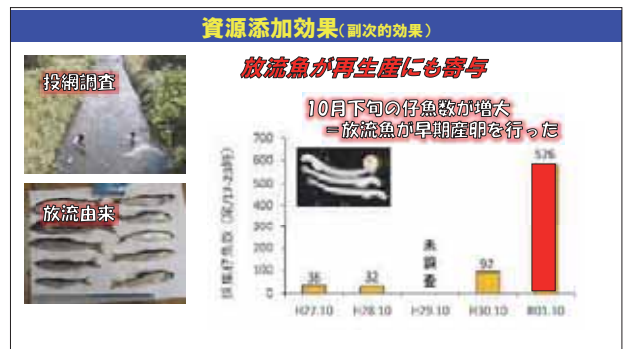 資源添加効果(副次的効果)
投網調査
放流魚が再生産にも寄与
10月下旬の仔魚数が増大
=放流魚が早期産卵を行った
放流由来
700
600
500
400
300
200
100
0
36
32
未調査
92
576
H27.10
H28.10
H29.10
H30.10
R01.10